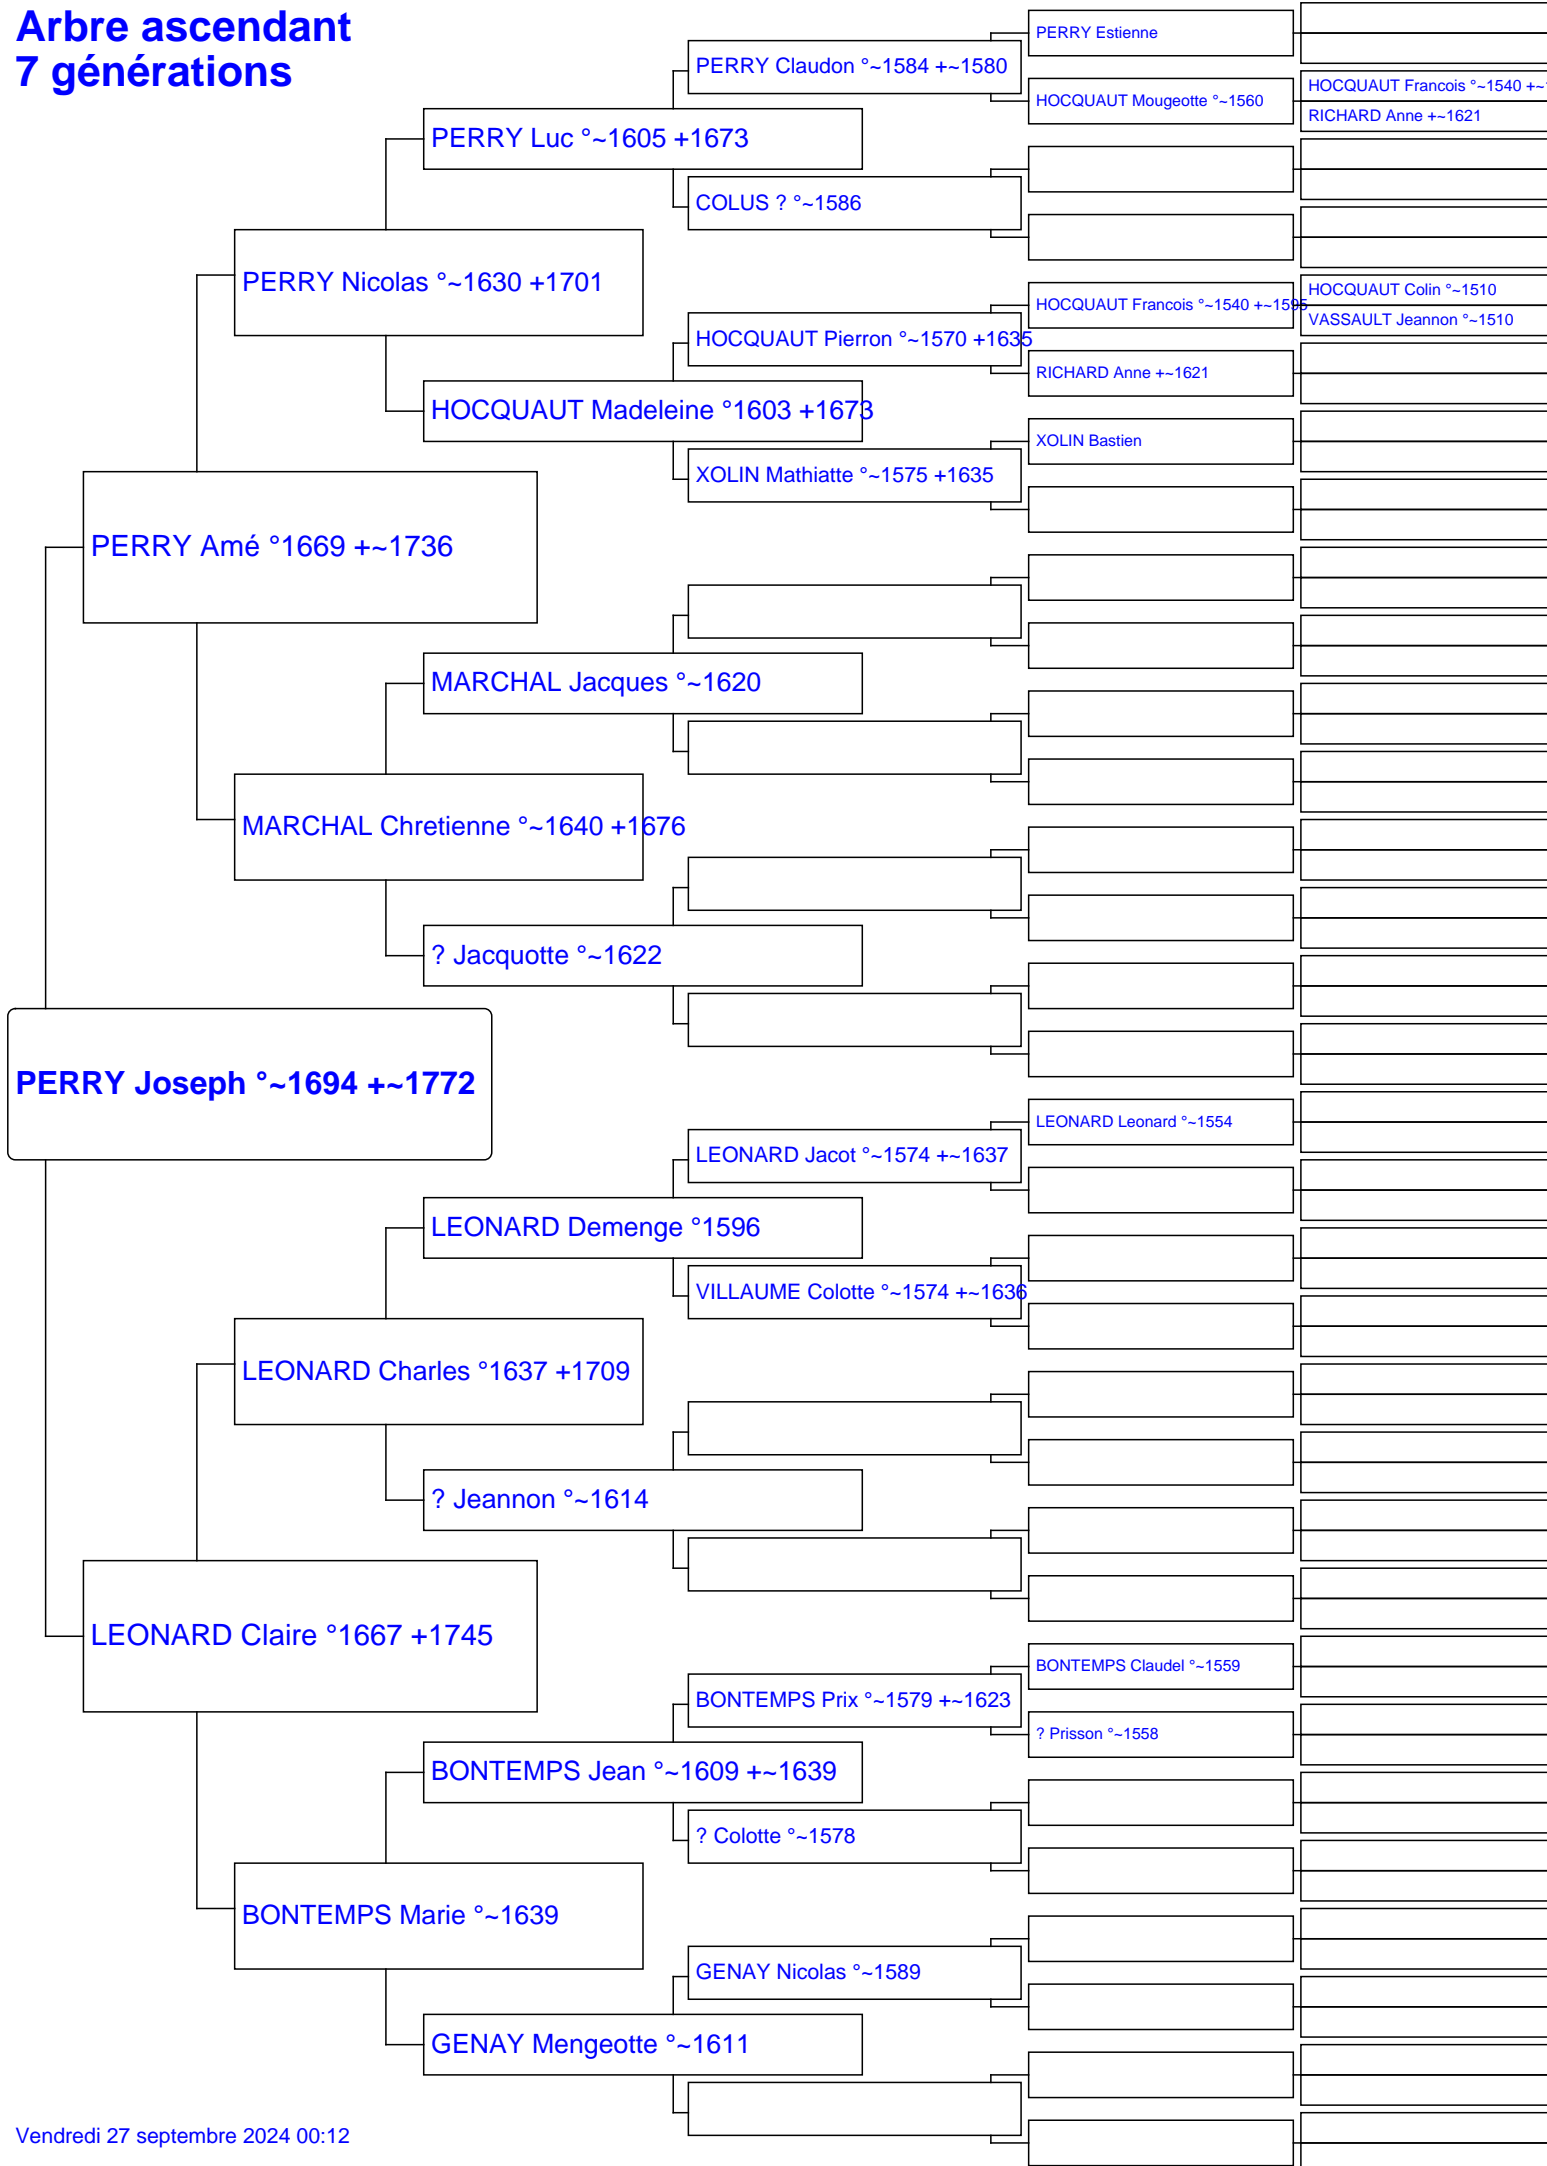 Arbre ascendant
7 générations
PERRY Estienne
PERRY Claudon °~1584 +~1580
HOCQUAUT Francois °~1540 +~1
HOCQUAUT Mougeotte °~1560
RICHARD Anne +~1621
PERRY Luc °~1605 +1673
COLUS ? °~1586
PERRY Nicolas °~1630 +1701
HOCQUAUT Colin °~1510
HOCQUAUT Francois °~1540 +~1595
VASSAULT Jeannon °~1510
HOCQUAUT Pierron °~1570 +1635
RICHARD Anne +~1621
HOCQUAUT Madeleine °1603 +1673
XOLIN Bastien
XOLIN Mathiatte °~1575 +1635
PERRY Amé °1669 +~1736
MARCHAL Jacques °~1620
MARCHAL Chretienne °~1640 +1676
? Jacquotte °~1622
PERRY Joseph °~1694 +~1772
LEONARD Leonard °~1554
LEONARD Jacot °~1574 +~1637
LEONARD Demenge °1596
VILLAUME Colotte °~1574 +~1636
LEONARD Charles °1637 +1709
? Jeannon °~1614
LEONARD Claire °1667 +1745
BONTEMPS Claudel °~1559
BONTEMPS Prix °~1579 +~1623
? Prisson °~1558
BONTEMPS Jean °~1609 +~1639
? Colotte °~1578
BONTEMPS Marie °~1639
GENAY Nicolas °~1589
GENAY Mengeotte °~1611
Vendredi 27 septembre 2024 00:12